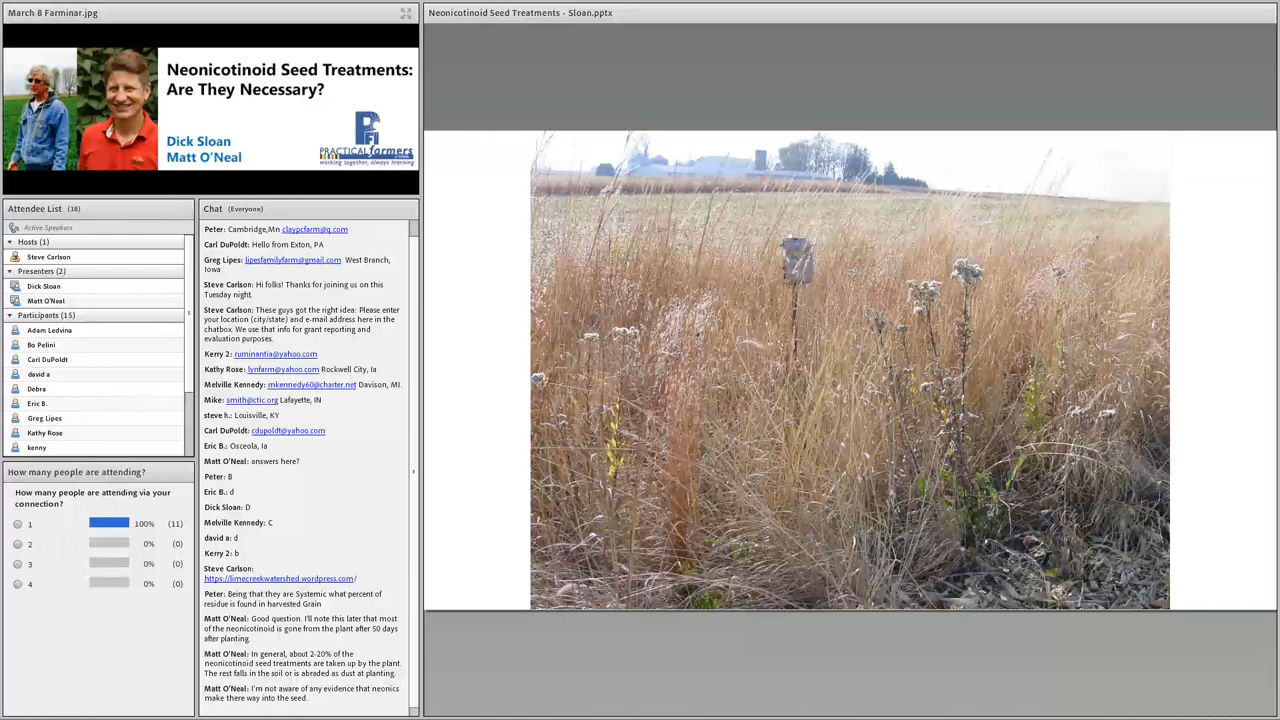 March 8 Farminar.jpg
Neonicotinoid Seed Treatments:
Are They Necessary?
Dick Sloan
Matt O'Neal
PRACTICAL farmers
working together, always learning
Attendee List (18)
Active Speakers
Hosts (1)
Steve Carlson
Presenters (2)
Dick Sloan
Matt O'Neal
Participants (15)
Adam Ledvina
Bo Pelini
Carl DuPoldt
david a
Debra
Eric B.
Greg Lipes
Kathy Rose
kenny
How many people are attending?
How many people are attending via your
connection?
1 100% (11)
2 0% (0)
3 0% (0)
4 0% (0)
Chat (Everyone)
Peter: Cambridge,Mn claypcfarm@q.com
Carl DuPoldt: Hello from Exton, PA
Greg Lipes: lipesfamilyfarm@gmail.com West Branch,
Iowa
Steve Carlson: Hi folks! Thanks for joining us on this
Tuesday night.
Steve Carlson: These guys got the right idea: Please enter
your location (city/state) and e-mail address here in the
chatbox. We use that info for grant reporting and
evaluation purposes.
Kerry 2: ruminantia@yahoo.com
Kathy Rose: lynfarm@yahoo.com Rockwell City, Ia
Melville Kennedy: mkennedy60@charter.net Davison, MI.
Mike: smith@ctic.org Lafayette, IN
steve h.: Louisville, KY
Carl DuPoldt: cdupoldt@yahoo.com
Eric B.: Osceola, Ia
Matt O'Neal: answers here?
Peter: B
Eric B.: d
Dick Sloan: D
Melville Kennedy: C
david a: d
Kerry 2: b
Steve Carlson:
https://limecreekwatershed.wordpress.com/
Peter: Being that they are Systemic what percent of
residue is found in harvested Grain
Matt O'Neal: Good question. I'll note this later that most
of the neonicotinoid is gone from the plant after 50 days
after planting.
Matt O'Neal: In general, about 2-20% of the
neonicotinoid seed treatments are taken up by the plant.
The rest falls in the soil or is abraded as dust at planting.
Matt O'Neal: I'm not aware of any evidence that neonics
make there way into the seed.
Neonicotinoid Seed Treatments - Sloan.pptx